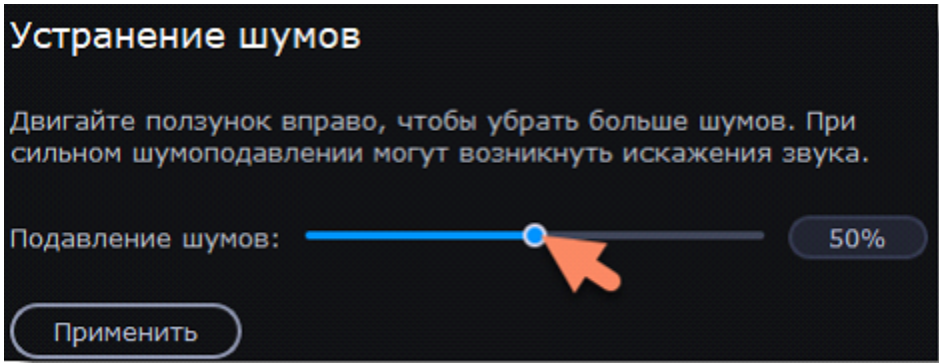 Устранение шумов
Двигайте ползунок вправо, чтобы убрать больше шумов. При
сильном шумоподавлении могут возникнуть искажения звука.
Подавление шумов: 50%
Применить